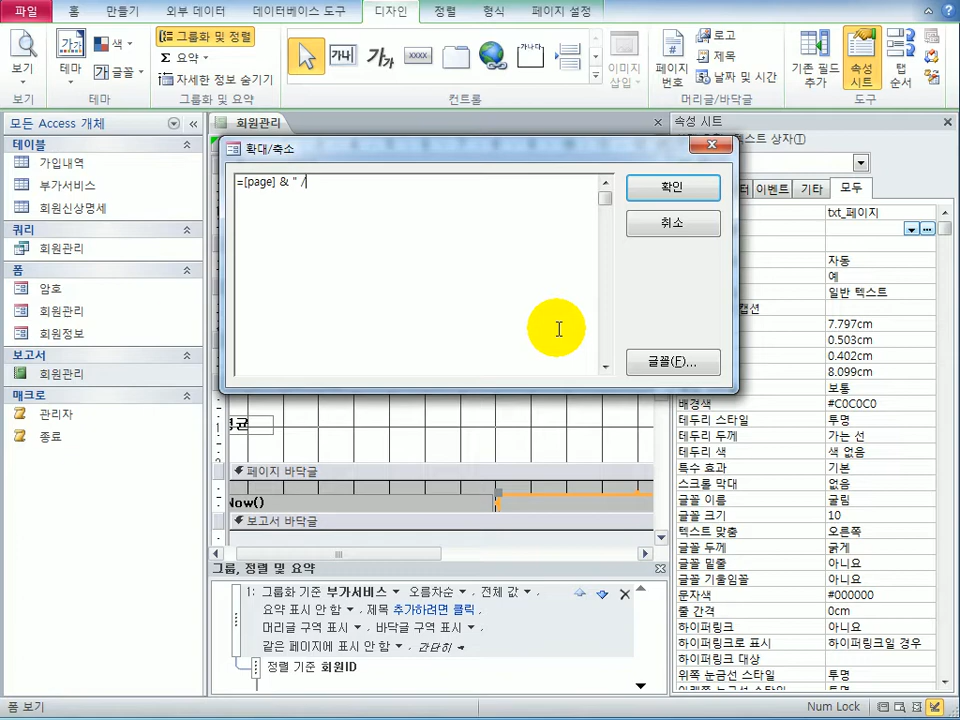 파일
홈
만들기
외부 데이터
데이터베이스 도구
디자인
정렬
형식
페이지 설정
보기
보기
가가
테마
색
가 글꼴
테마
그룹화 및 정렬
Σ 요약
자세한 정보 숨기기
그룹화 및 요약
가나
가가
xxxx
가나다
컨트롤
이미지
삽입
페이지
번호
로고
제목
날짜 및 시간
머리글/바닥글
기존 필드
추가
속성
시트
탭
순서
도구
모든 Access 개체
테이블
가입내역
부가서비스
회원신상명세
쿼리
회원관리
폼
암호
회원관리
회원정보
보고서
회원관리
매크로
관리자
종료
회원관리
확대/축소
=[page] & " /
확인
취소
글꼴(F)...
평균
페이지 바닥글
Now()
보고서 바닥글
그룹, 정렬 및 요약
1: 그룹화 기준 부가서비스 오름차순 , 전체 값 ,
요약 표시 안 함 , 제목 추가하려면 클릭 ,
머리글 구역 표시 , 바닥글 구역 표시 ,
같은 페이지에 표시 안 함 , 간단히
정렬 기준 회원ID
속성 시트
이벤트
기타
모두
txt_페이지
자동
예
일반 텍스트
캡션
7.797cm
0.503cm
0.402cm
8.099cm
보통
배경색 #C0C0C0
테두리 스타일 투명
테두리 두께 가는 선
테두리 색 색 없음
특수 효과 기본
스크롤 막대 없음
글꼴 이름 굴림
글꼴 크기 10
텍스트 맞춤 오른쪽
글꼴 두께 굵게
글꼴 밑줄 아니요
글꼴 기울임꼴 아니요
문자색 #000000
줄 간격 0cm
하이퍼링크 아니요
하이퍼링크로 표시 하이퍼링크일 경우
하이퍼링크 대상
위쪽 눈금선 스타일 투명
폼 보기
Num Lock